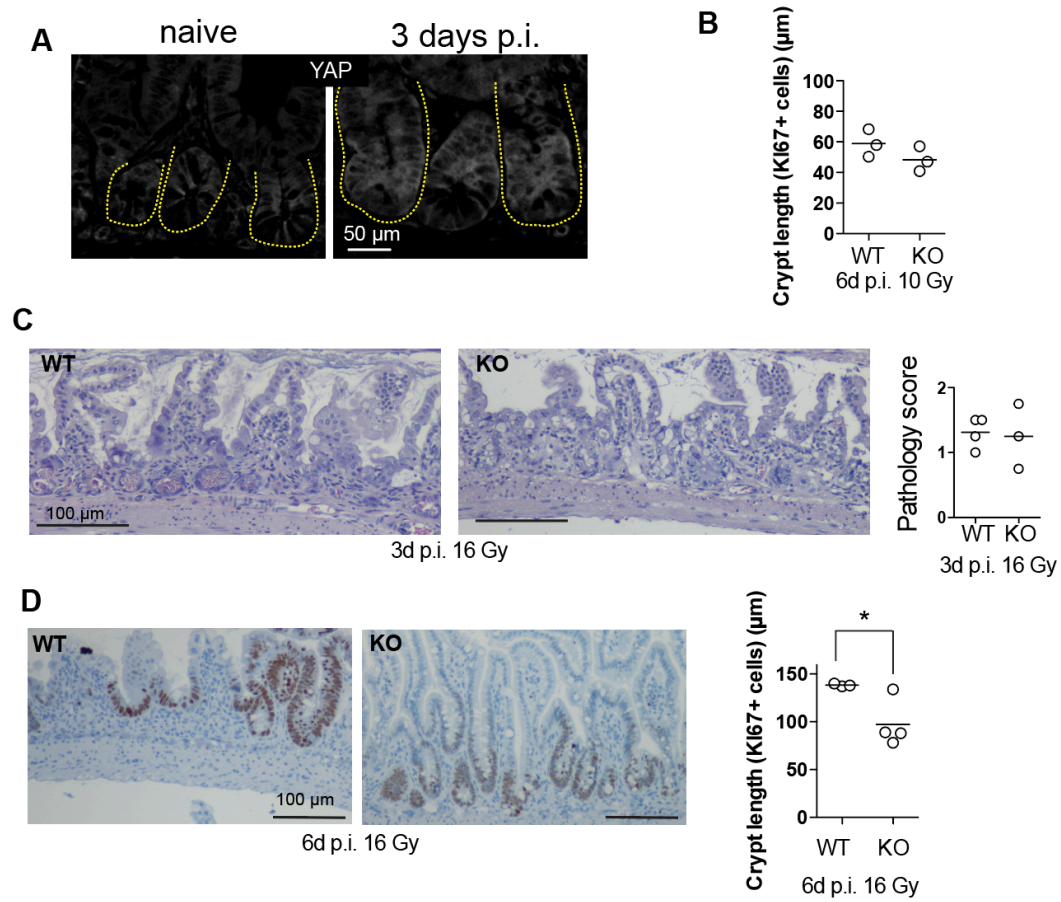 A
naive
3 days p.i.
YAP
50 µm
B
Crypt length (KI67+ cells) (µm)
100
80
60
40
20
0
WT
KO
6d p.i. 10 Gy
C
WT
100 µm
KO
3d p.i. 16 Gy
Pathology score
2
1
0
WT KO
3d p.i. 16 Gy
D
WT
100 µm
KO
6d p.i. 16 Gy
Crypt length (KI67+ cells) (µm)
*
150
100
50
0
WT
KO
6d p.i. 16 Gy